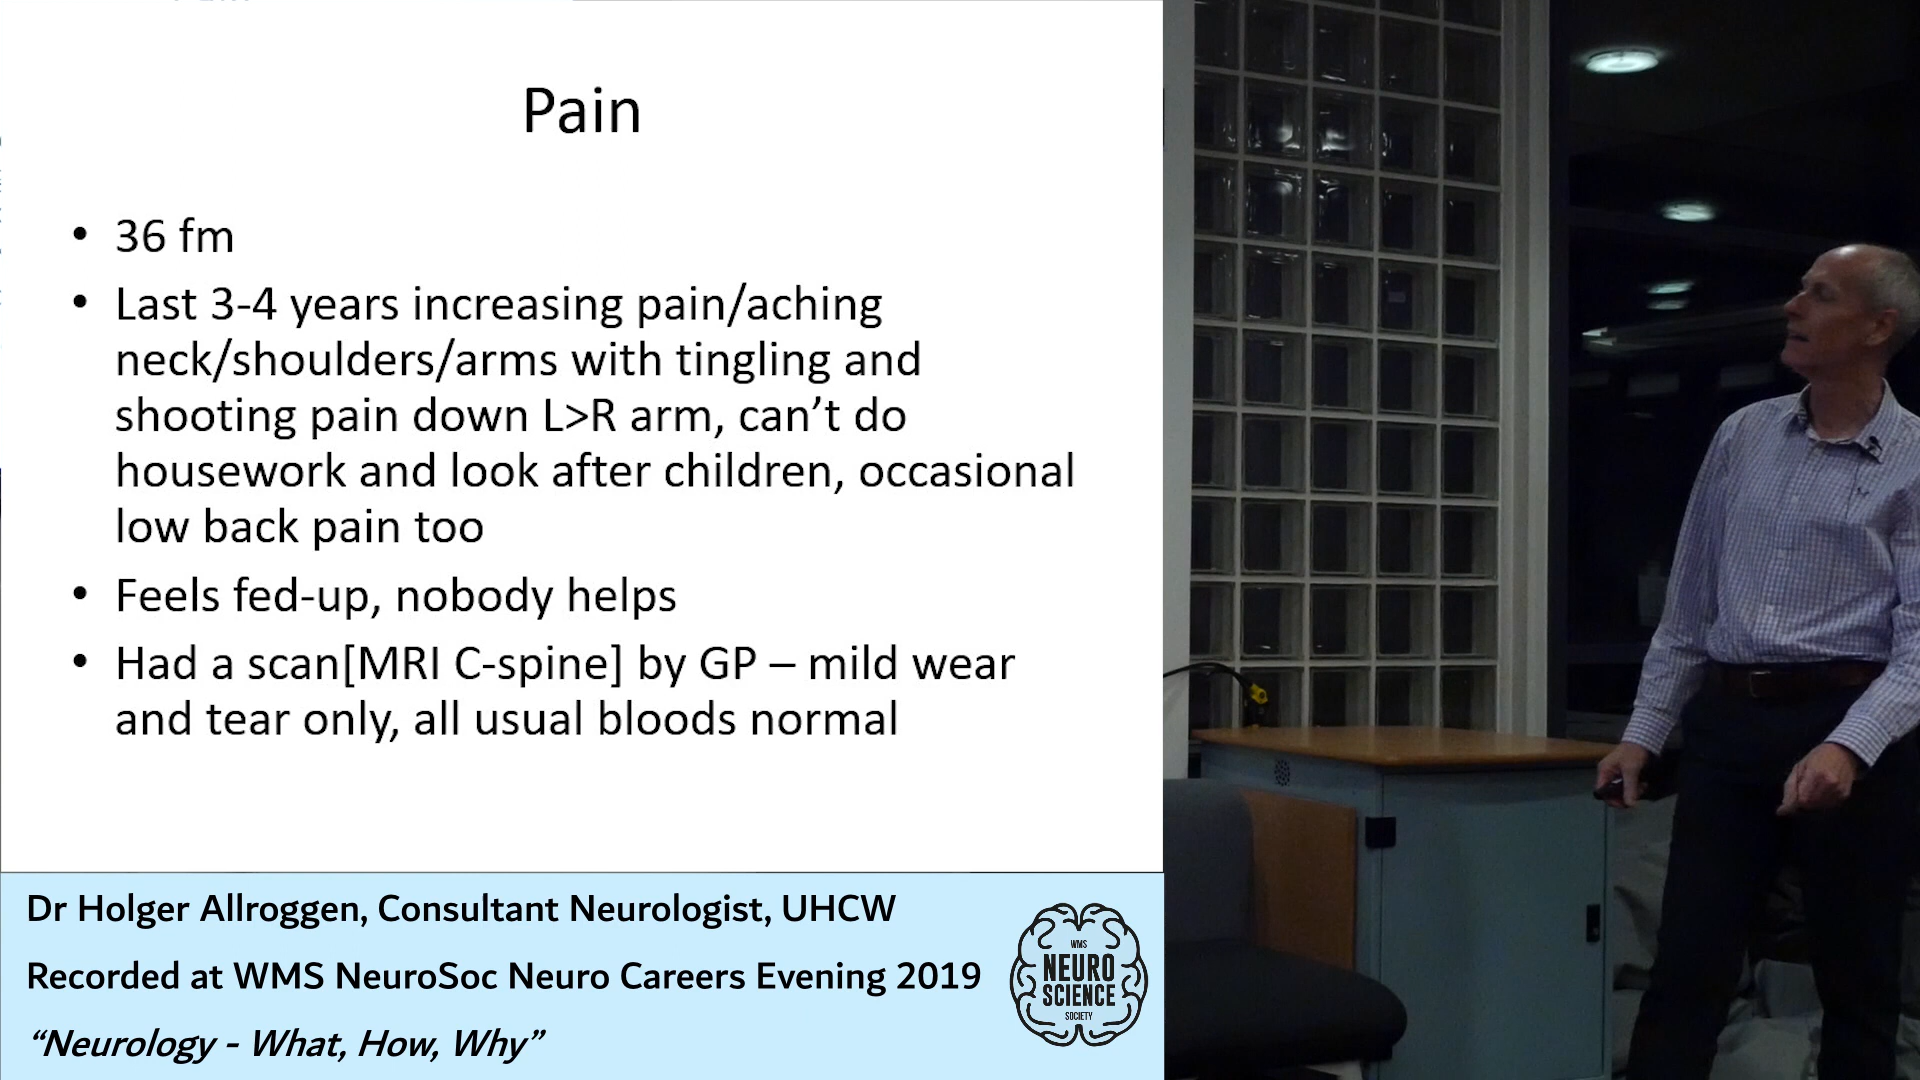 Pain
• 36 fm
• Last 3-4 years increasing pain/aching
neck/shoulders/arms with tingling and
shooting pain down L>R arm, can’t do
housework and look after children, occasional
low back pain too
• Feels fed-up, nobody helps
• Had a scan[MRI C-spine] by GP – mild wear
and tear only, all usual bloods normal
Dr Holger Allroggen, Consultant Neurologist, UHCW
Recorded at WMS NeuroSoc Neuro Careers Evening 2019
“Neurology - What, How, Why”
WMS
NEURO
SCIENCE
SOCIETY